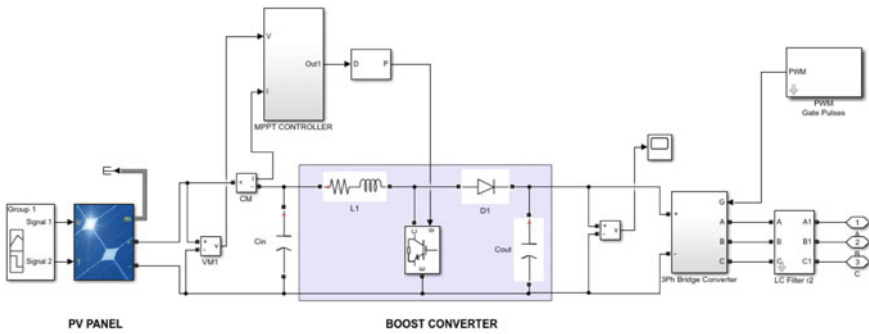 V
I
Out1
MPPT CONTROLLER
D
P
PWM
PWM
Gate Pulses
Group 1
Signal 1
Signal 2
m
T
+
-
v
VM1
+
-
i
CM
Cin
L1
C
g
E
D1
Cout
+
-
v
+
-
G
A
B
C
3Ph Bridge Converter
A
B
C
A1
B1
C1
LC Filter r2
1
A
2
B
3
C
PV PANEL
BOOST CONVERTER